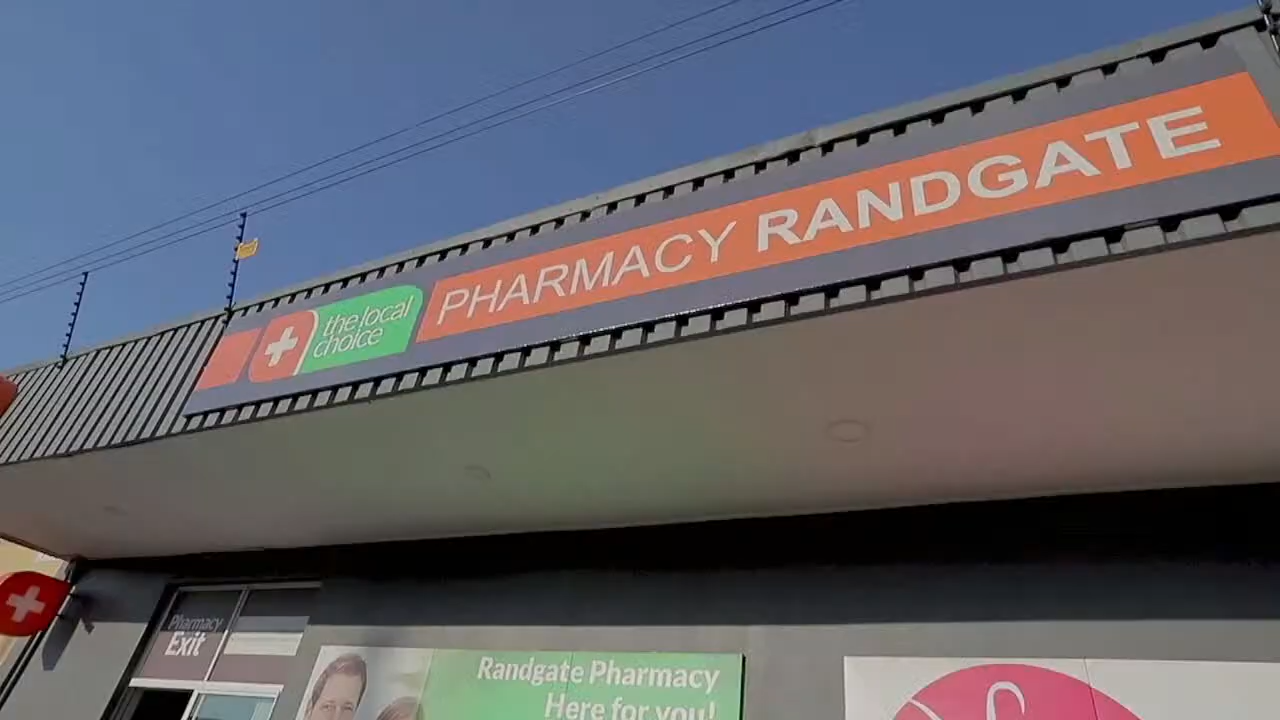 the local
choice
PHARMACY RANDGATE
Pharmacy
Exit
Randgate Pharmacy
Here for you!